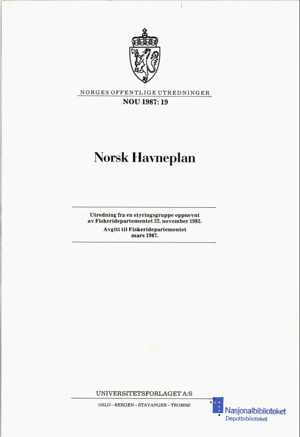 NORGES OFFENTLIGE UTREDNINGER
NOU 1987: 19
Norsk Havneplan
Utredning fra en styringsgruppe oppnevnt
av Fiskeridepartementet 22. november 1982.
Avgitt til Fiskeridepartementet
mars 1987.
UNIVERSITETSFORLAGET A/S
OSLO – BERGEN – STAVANGER – TROMSØ
Nasjonalbiblioteket
Depotbiblioteket